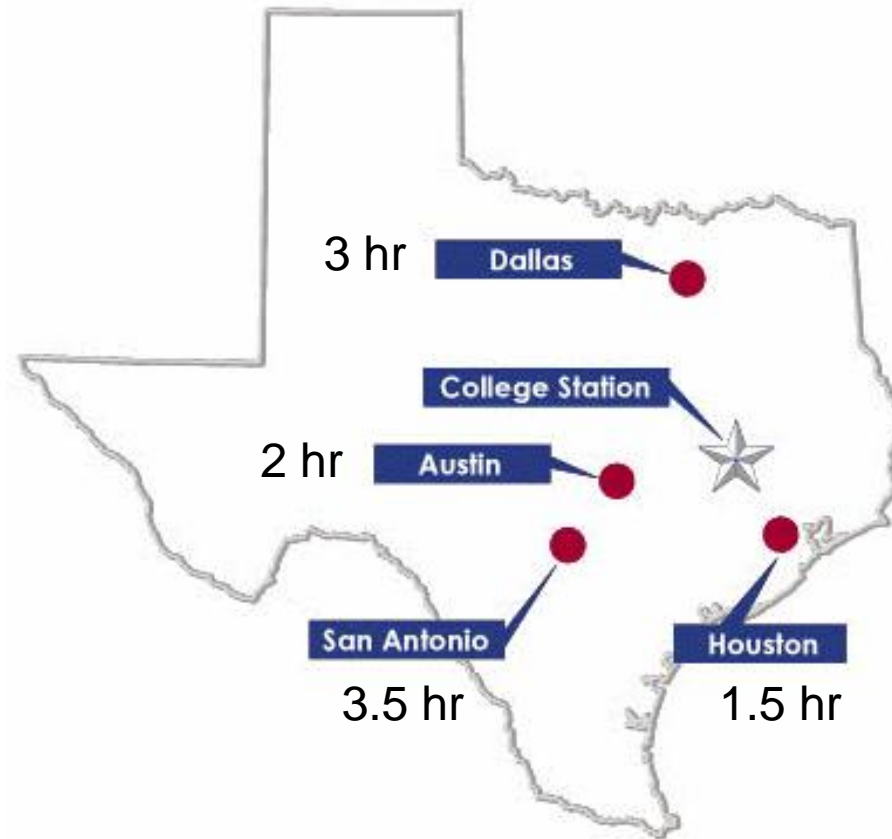 3 hr
Dallas
College Station
2 hr
Austin
San Antonio
Houston
3.5 hr
1.5 hr